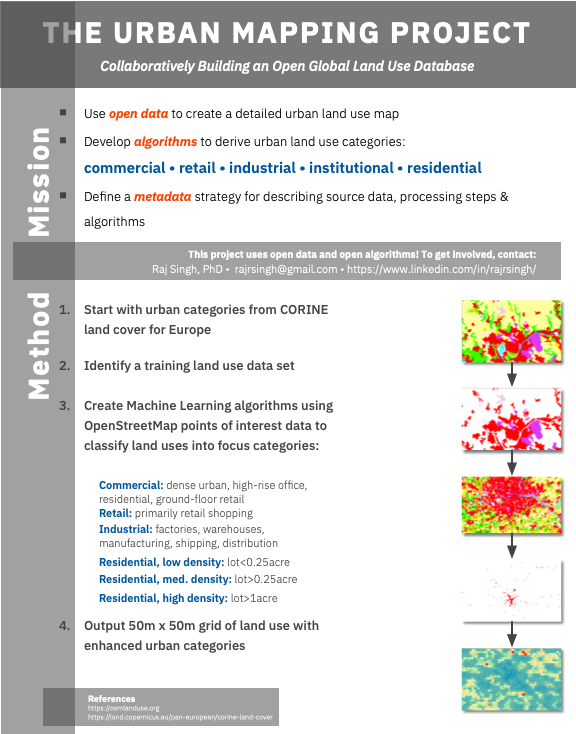 THE URBAN MAPPING PROJECT
Collaboratively Building an Open Global Land Use Database
Mission
▪ Use open data to create a detailed urban land use map
▪ Develop algorithms to derive urban land use categories:
commercial • retail • industrial • institutional • residential
▪ Define a metadata strategy for describing source data, processing steps &
algorithms
This project uses open data and open algorithms! To get involved, contact:
Raj Singh, PhD • rajrsingh@gmail.com • https://www.linkedin.com/in/rajrsingh/
Method
1. Start with urban categories from CORINE
land cover for Europe
2. Identify a training land use data set
3. Create Machine Learning algorithms using
OpenStreetMap points of interest data to
classify land uses into focus categories:
Commercial: dense urban, high-rise office,
residential, ground-floor retail
Retail: primarily retail shopping
Industrial: factories, warehouses,
manufacturing, shipping, distribution
Residential, low density: lot<0.25acre
Residential, med. density: lot>0.25acre
Residential, high density: lot>1acre
4. Output 50m x 50m grid of land use with
enhanced urban categories
References
https://osmlanduse.org
https://land.copernicus.eu/pan-european/corine-land-cover